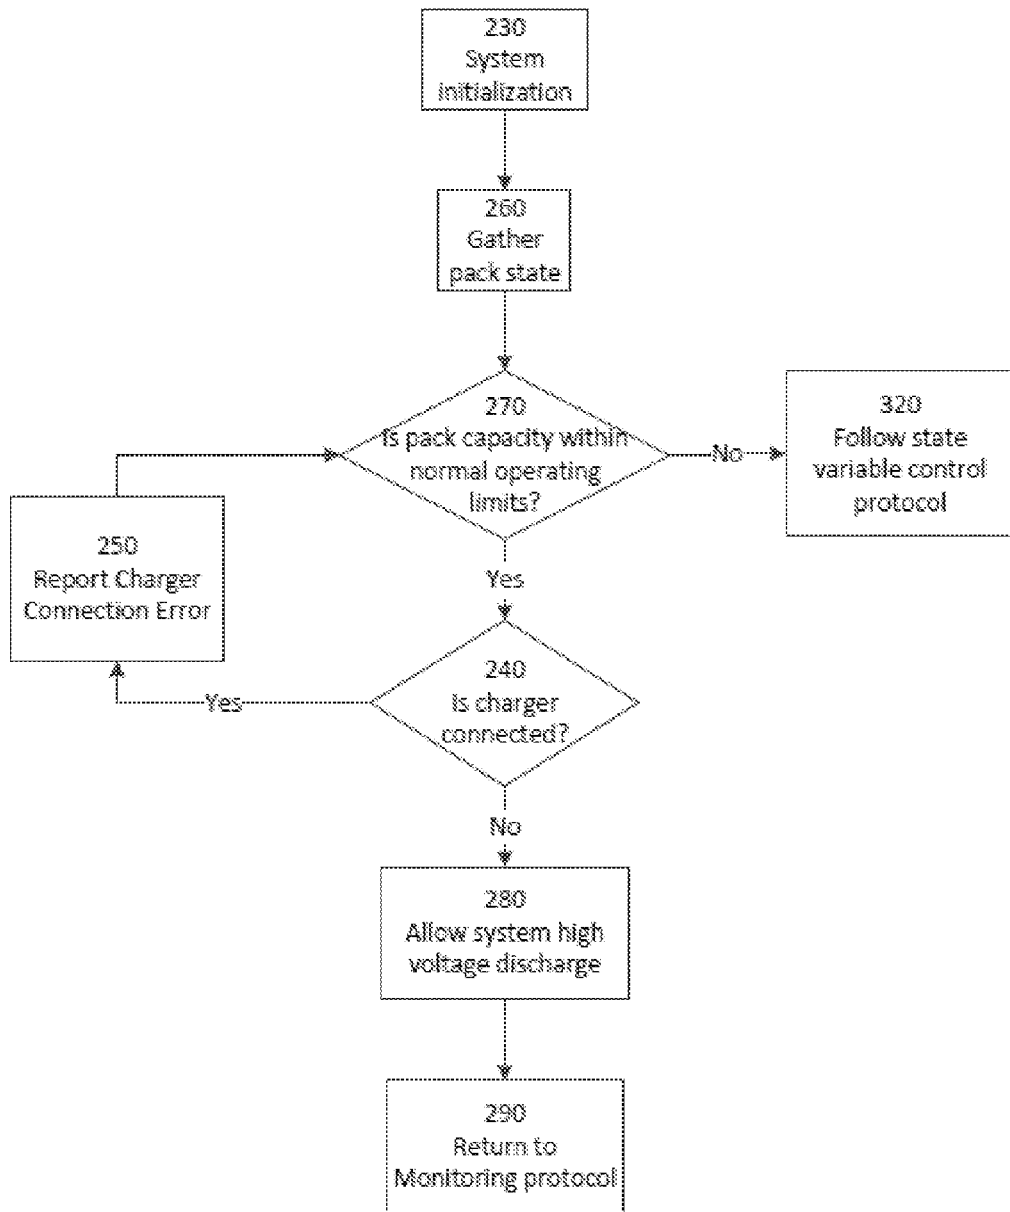 230
System
initialization
260
Gather
pack state
270
Is pack capacity within
normal operating
limits?
No
320
Follow state
variable control
protocol
250
Report Charger
Connection Error
Yes
240
Is charger
connected?
Yes
No
280
Allow system high
voltage discharge
290
Return to
Monitoring protocol